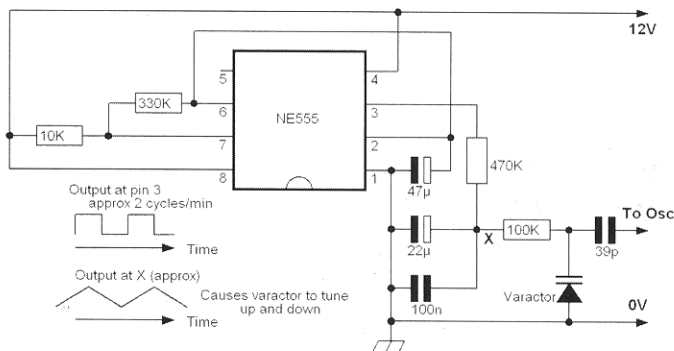 12V
5
4
330K
6
NE555
3
10K
7
2
470K
8
1
47µ
Output at pin 3
approx 2 cycles/min
Time
22µ
X
100K
To Osc
39p
Output at X (approx)
Time
Causes varactor to tune
up and down
100n
Varactor
0V